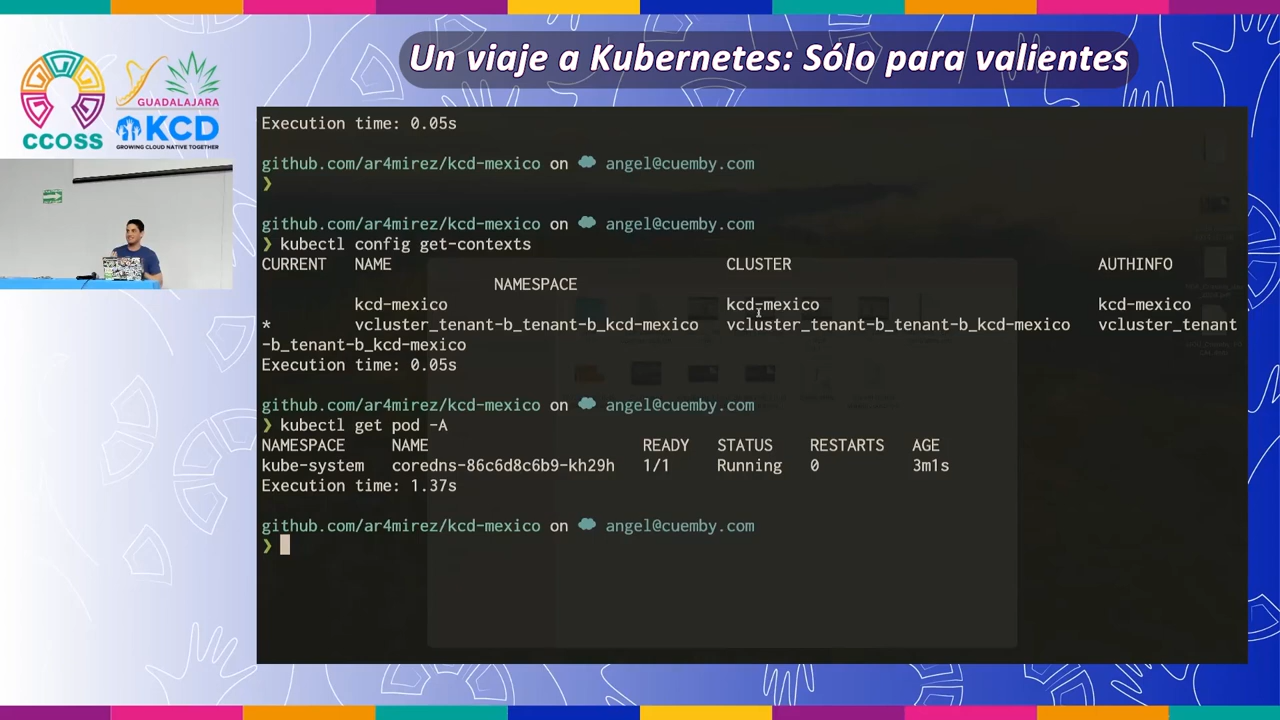 Un viaje a Kubernetes: Sólo para valientes
CCOSS
GUADALAJARA
KCD
GROWING CLOUD NATIVE TOGETHER
Execution time: 0.05s
github.com/ar4mirez/kcd-mexico on angel@cuemby.com
❯
github.com/ar4mirez/kcd-mexico on angel@cuemby.com
❯ kubectl config get-contexts
CURRENT NAME CLUSTER AUTHINFO
NAMESPACE
kcd-mexico kcd-mexico kcd-mexico
* vcluster_tenant-b_tenant-b_kcd-mexico vcluster_tenant-b_tenant-b_kcd-mexico vcluster_tenant
-b_tenant-b_kcd-mexico
Execution time: 0.05s
github.com/ar4mirez/kcd-mexico on angel@cuemby.com
❯ kubectl get pod -A
NAMESPACE NAME READY STATUS RESTARTS AGE
kube-system coredns-86c6d8c6b9-kh29h 1/1 Running 0 3m1s
Execution time: 1.37s
github.com/ar4mirez/kcd-mexico on angel@cuemby.com
❯